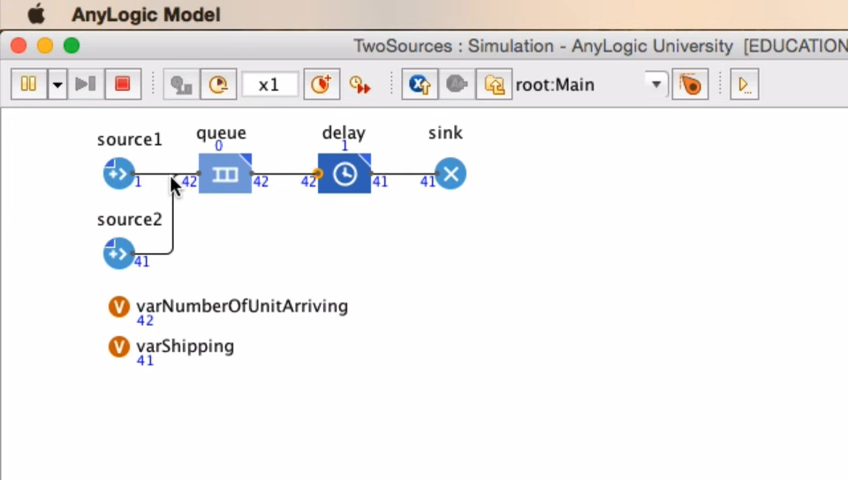 AnyLogic Model
TwoSources : Simulation - AnyLogic University [EDUCATION
x1 root:Main
source1 queue delay sink
0 1
1 42 42 42 41 41
source2
41
varNumberOfUnitArriving
42
varShipping
41